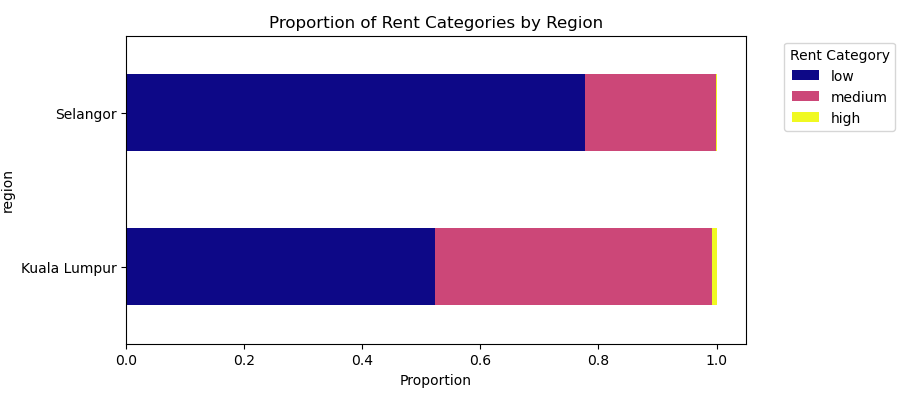 Proportion of Rent Categories by Region
Rent Category
low
medium
high
region
Selangor
Kuala Lumpur
0.0 0.2 0.4 0.6 0.8 1.0
Proportion